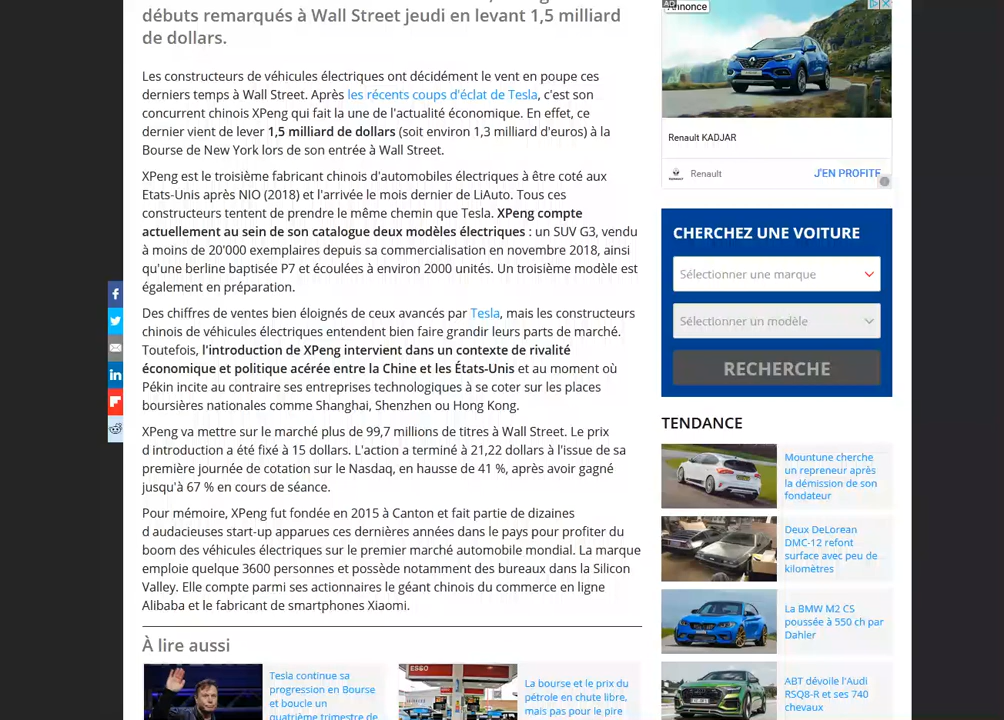 débuts remarqués à Wall Street jeudi en levant 1,5 milliard
de dollars.
Les constructeurs de véhicules électriques ont décidément le vent en poupe ces
derniers temps à Wall Street. Après les récents coups d'éclat de Tesla, c'est son
concurrent chinois XPeng qui fait la une de l'actualité économique. En effet, ce
dernier vient de lever 1,5 milliard de dollars (soit environ 1,3 milliard d'euros) à la
Bourse de New York lors de son entrée à Wall Street.
XPeng est le troisième fabricant chinois d'automobiles électriques à être coté aux
Etats-Unis après NIO (2018) et l'arrivée le mois dernier de LiAuto. Tous ces
constructeurs tentent de prendre le même chemin que Tesla. XPeng compte
actuellement au sein de son catalogue deux modèles électriques : un SUV G3, vendu
à moins de 20'000 exemplaires depuis sa commercialisation en novembre 2018, ainsi
qu'une berline baptisée P7 et écoulées à environ 2000 unités. Un troisième modèle est
également en préparation.
Des chiffres de ventes bien éloignés de ceux avancés par Tesla, mais les constructeurs
chinois de véhicules électriques entendent bien faire grandir leurs parts de marché.
Toutefois, l'introduction de XPeng intervient dans un contexte de rivalité
économique et politique acérée entre la Chine et les États-Unis et au moment où
Pékin incite au contraire ses entreprises technologiques à se coter sur les places
boursières nationales comme Shanghai, Shenzhen ou Hong Kong.
XPeng va mettre sur le marché plus de 99,7 millions de titres à Wall Street. Le prix
d'introduction a été fixé à 15 dollars. L'action a terminé à 21,22 dollars à l'issue de sa
première journée de cotation sur le Nasdaq, en hausse de 41 %, après avoir gagné
jusqu'à 67 % en cours de séance.
Pour mémoire, XPeng fut fondée en 2015 à Canton et fait partie de dizaines
d'audacieuses start-up apparues ces dernières années dans le pays pour profiter du
boom des véhicules électriques sur le premier marché automobile mondial. La marque
emploie quelque 3600 personnes et possède notamment des bureaux dans la Silicon
Valley. Elle compte parmi ses actionnaires le géant chinois du commerce en ligne
Alibaba et le fabricant de smartphones Xiaomi.
À lire aussi
Tesla continue sa
progression en Bourse
et boucle un
quatrième trimestre de
ESSO
La bourse et le prix du
pétrole en chute libre,
mais pas pour le pire
Annonce
Renault KADJAR
Renault
J'EN PROFITE
CHERCHEZ UNE VOITURE
Sélectionner une marque
Sélectionner un modèle
RECHERCHE
TENDANCE
Mountune cherche
un repreneur après
la démission de son
fondateur
Deux DeLorean
DMC-12 refont
surface avec peu de
kilomètres
La BMW M2 CS
poussée à 550 ch par
Dahler
ABT dévoile l'Audi
RSQ8-R et ses 740
chevaux